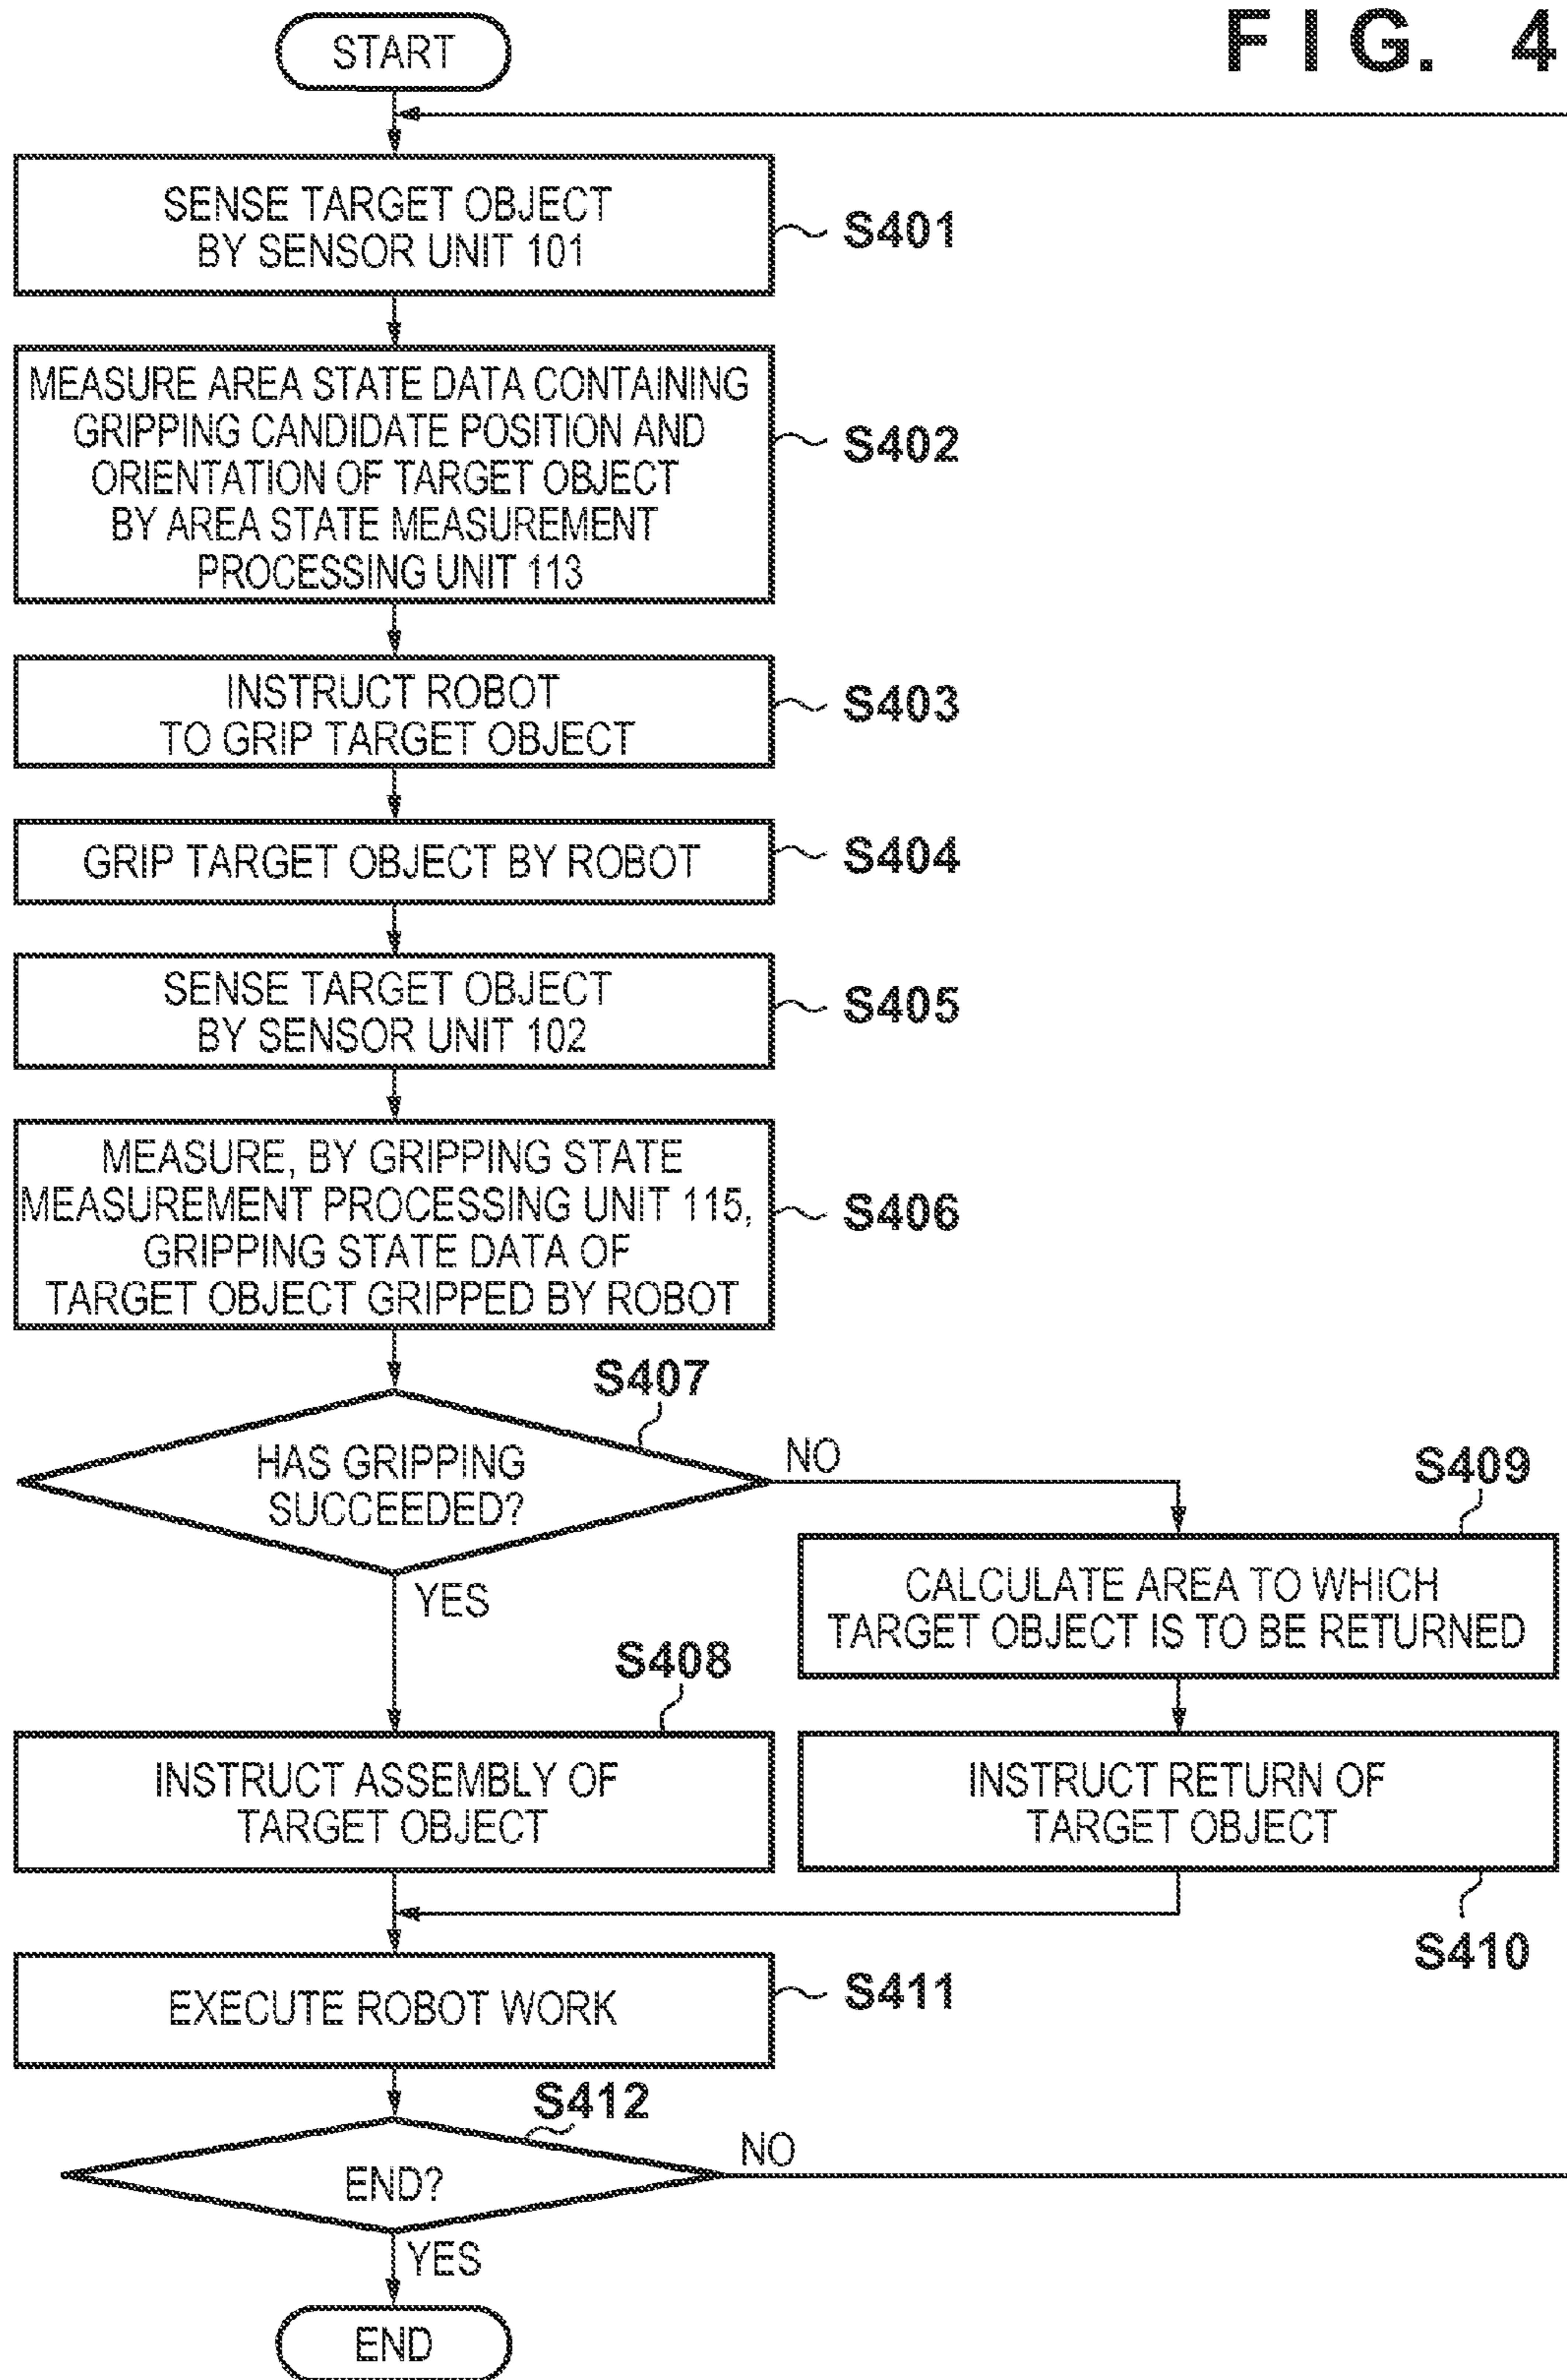 FIG. 4
START
SENSE TARGET OBJECT
BY SENSOR UNIT 101
S401
MEASURE AREA STATE DATA CONTAINING
GRIPPING CANDIDATE POSITION AND
ORIENTATION OF TARGET OBJECT
BY AREA STATE MEASUREMENT
PROCESSING UNIT 113
S402
INSTRUCT ROBOT
TO GRIP TARGET OBJECT
S403
GRIP TARGET OBJECT BY ROBOT
S404
SENSE TARGET OBJECT
BY SENSOR UNIT 102
S405
MEASURE, BY GRIPPING STATE
MEASUREMENT PROCESSING UNIT 115,
GRIPPING STATE DATA OF
TARGET OBJECT GRIPPED BY ROBOT
S406
S407
HAS GRIPPING
SUCCEEDED?
NO
YES
S409
CALCULATE AREA TO WHICH
TARGET OBJECT IS TO BE RETURNED
S408
INSTRUCT ASSEMBLY OF
TARGET OBJECT
INSTRUCT RETURN OF
TARGET OBJECT
S410
EXECUTE ROBOT WORK
S411
S412
END?
NO
YES
END